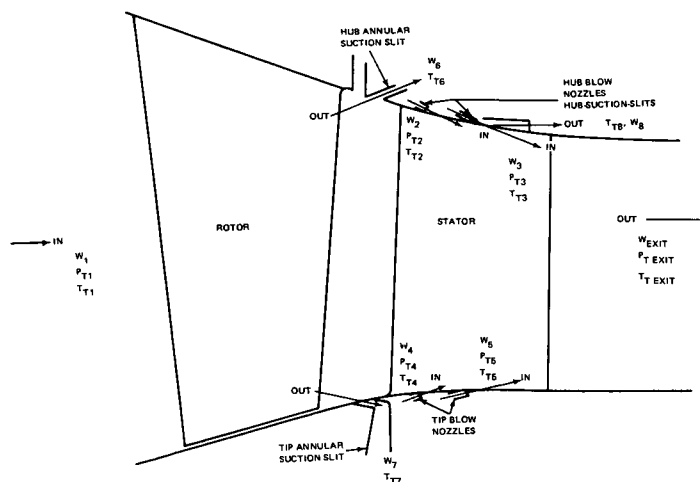 HUB ANNULAR
SUCTION SLIT
W6
TT6
HUB BLOW
NOZZLES
HUB-SUCTION-SLITS
OUT
W2
PT2
TT2
IN
OUT
TT8, W8
W3
PT3
TT3
IN
ROTOR
STATOR
OUT
IN
W1
PT1
TT1
WEXIT
PT EXIT
TT EXIT
W4
PT4
TT4
IN
W5
PT5
TT5
IN
OUT
TIP BLOW
NOZZLES
TIP ANNULAR
SUCTION SLIT
W7
TT7